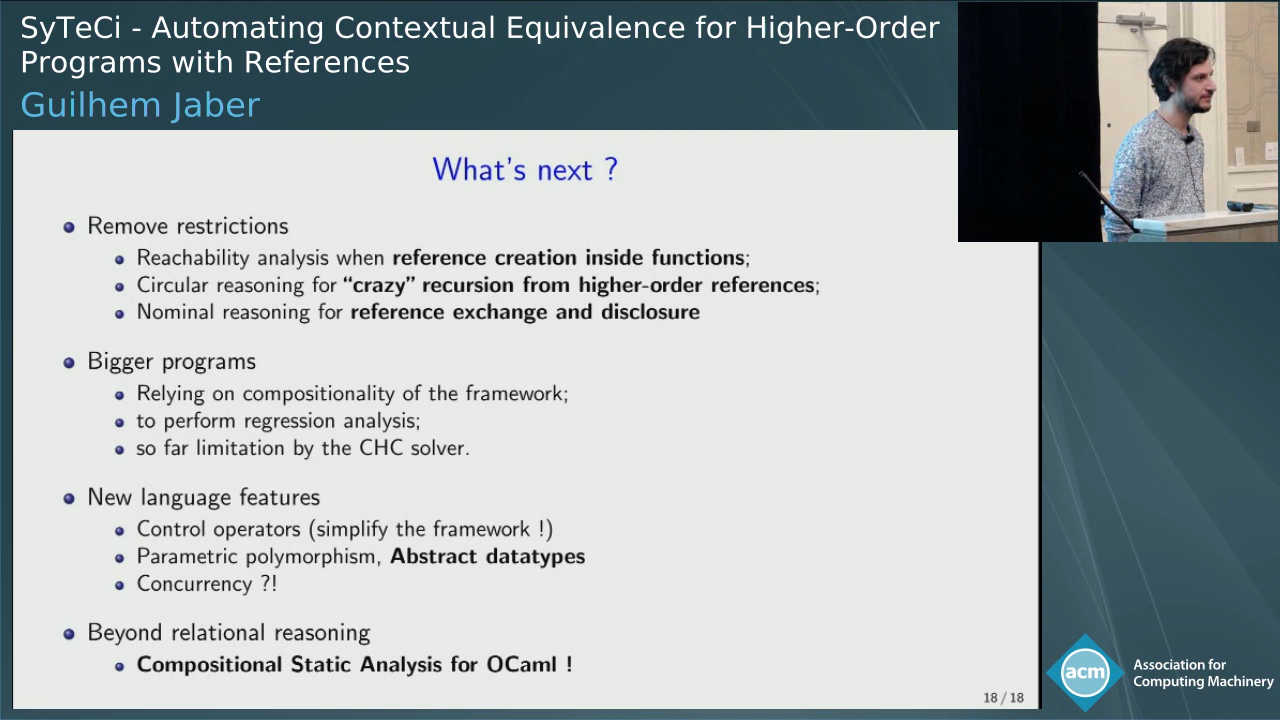 SyTeCi - Automating Contextual Equivalence for Higher-Order
Programs with References
Guilhem Jaber
What's next ?
Remove restrictions
Reachability analysis when reference creation inside functions;
Circular reasoning for “crazy” recursion from higher-order references;
Nominal reasoning for reference exchange and disclosure
Bigger programs
Relying on compositionality of the framework;
to perform regression analysis;
so far limitation by the CHC solver.
New language features
Control operators (simplify the framework !)
Parametric polymorphism, Abstract datatypes
Concurrency ?!
Beyond relational reasoning
Compositional Static Analysis for OCaml !
18 / 18
acm
Association for
Computing Machinery